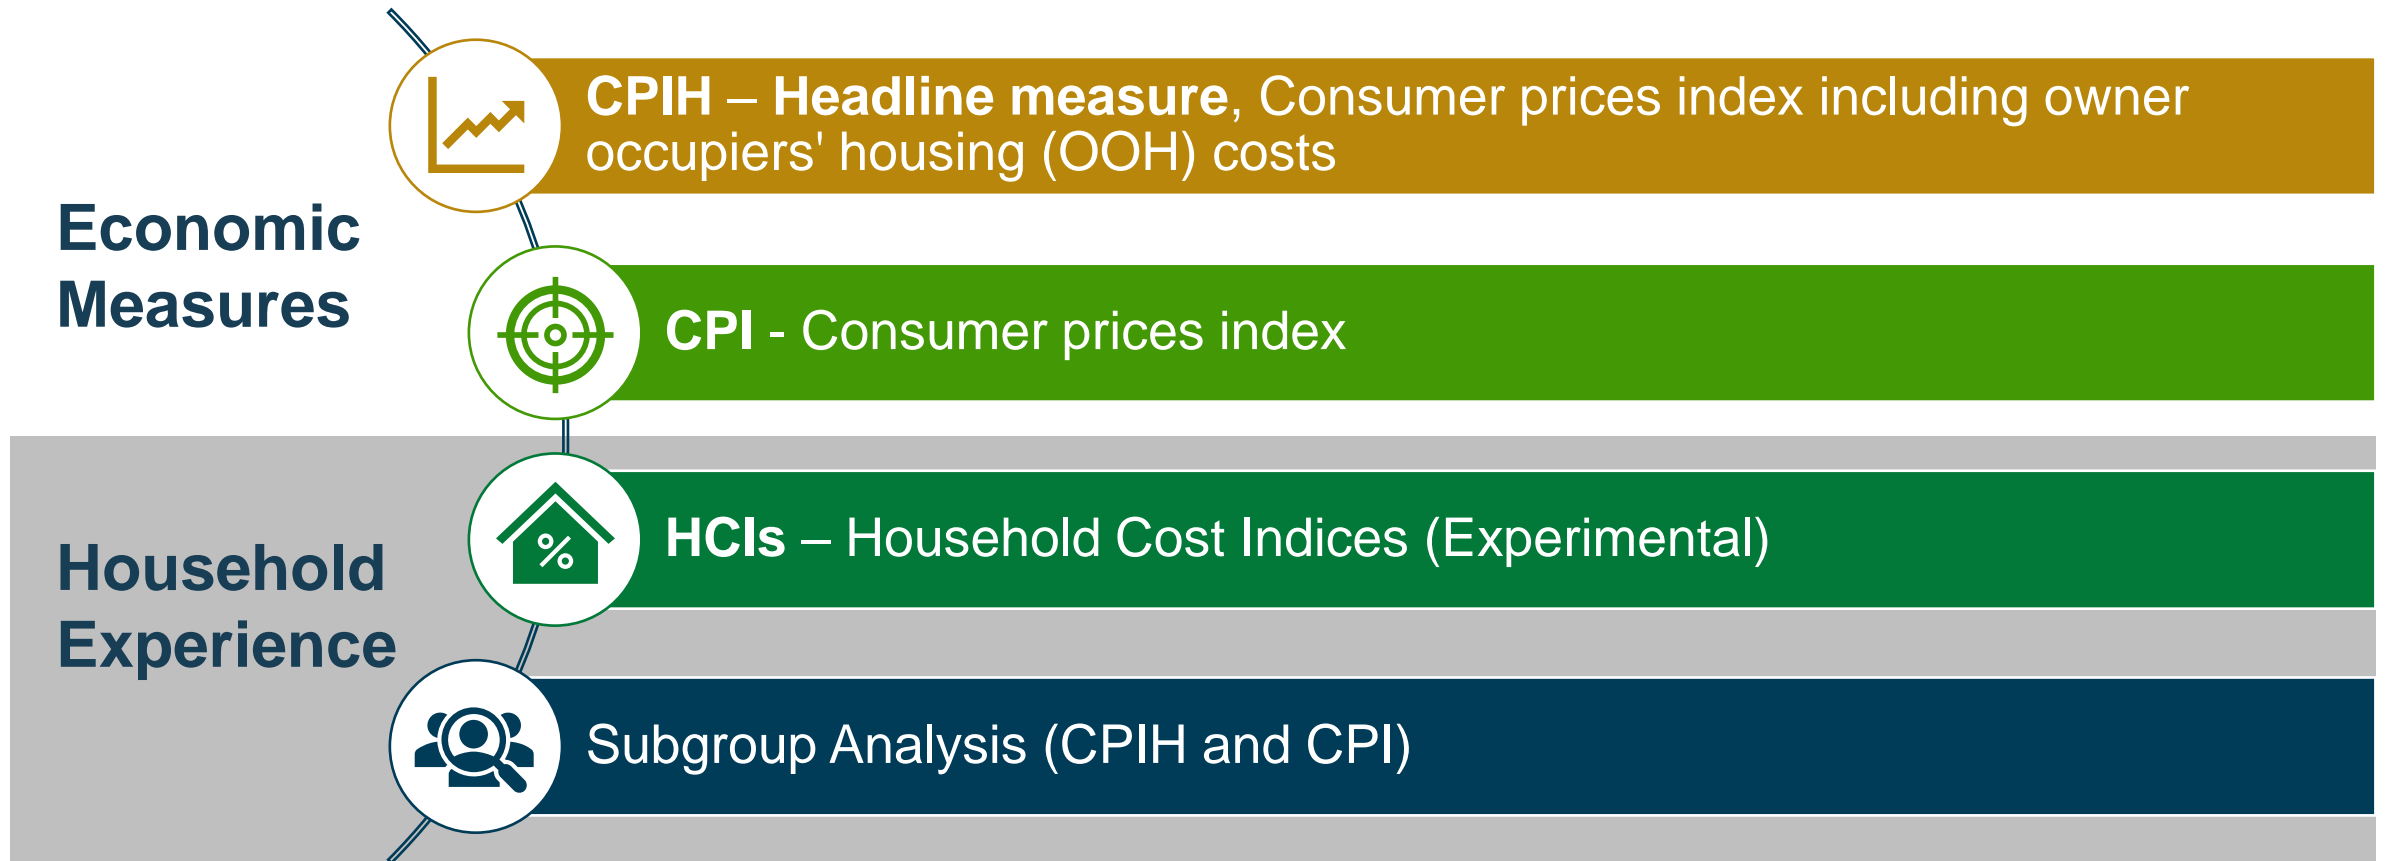 Economic
Measures
CPIH – Headline measure, Consumer prices index including owner
occupiers' housing (OOH) costs
CPI - Consumer prices index
Household
Experience
%
HCIs – Household Cost Indices (Experimental)
Subgroup Analysis (CPIH and CPI)